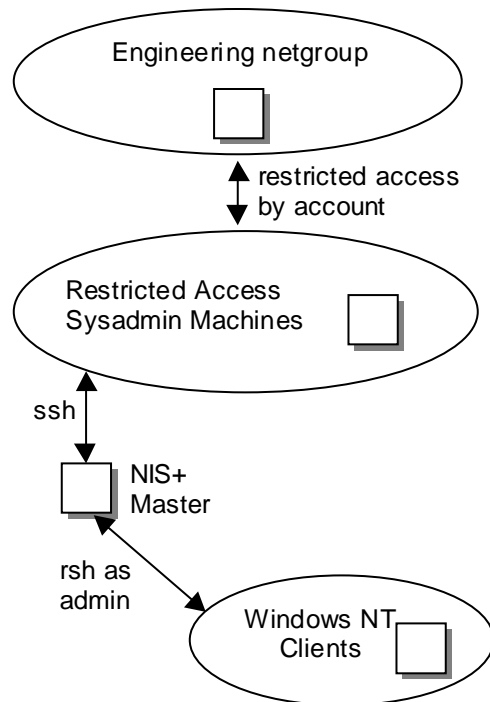 Engineering netgroup
restricted access
by account
Restricted Access
Sysadmin Machines
ssh
NIS+
Master
rsh as
admin
Windows NT
Clients